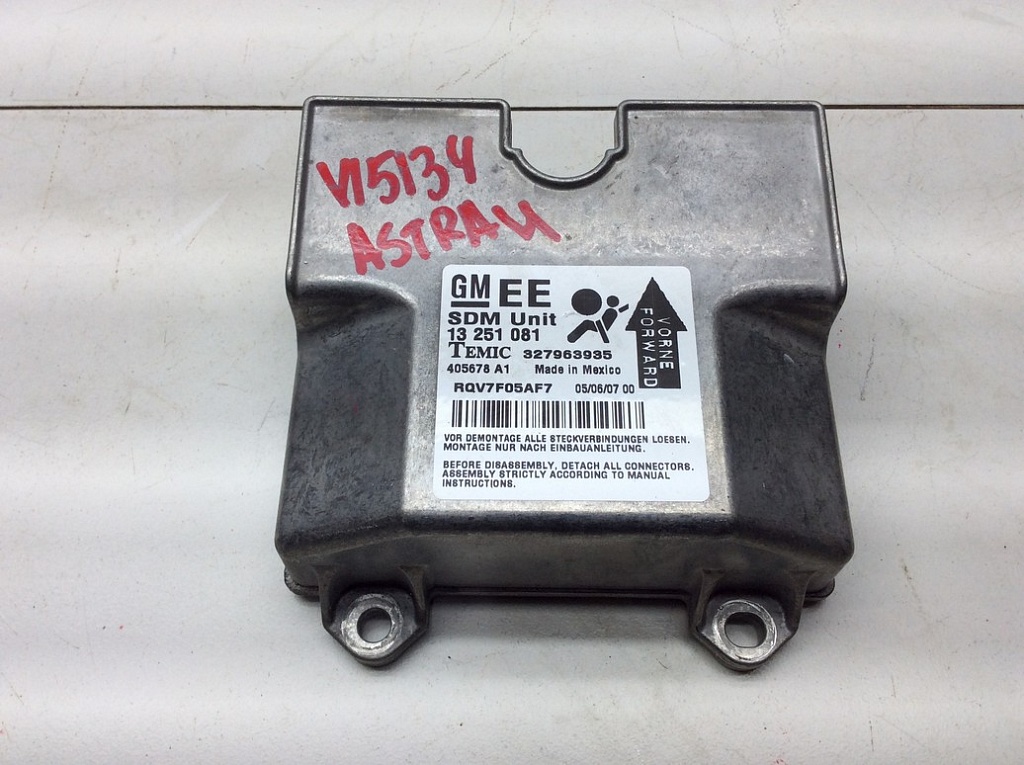 V15134
ASTRA H
GM EE
SDM Unit
13 251 081
TEMIC 327963935
405678 A1 Made in Mexico
RQV7F05AF7 05/06/07 00
VORNE
FORWARD
VOR DEMONTAGE ALLE STECKVERBINDUNGEN LOESEN.
MONTAGE NUR NACH EINBAUANLEITUNG.
BEFORE DISASSEMBLY, DETACH ALL CONNECTORS.
ASSEMBLY STRICTLY ACCORDING TO MANUAL
INSTRUCTIONS.